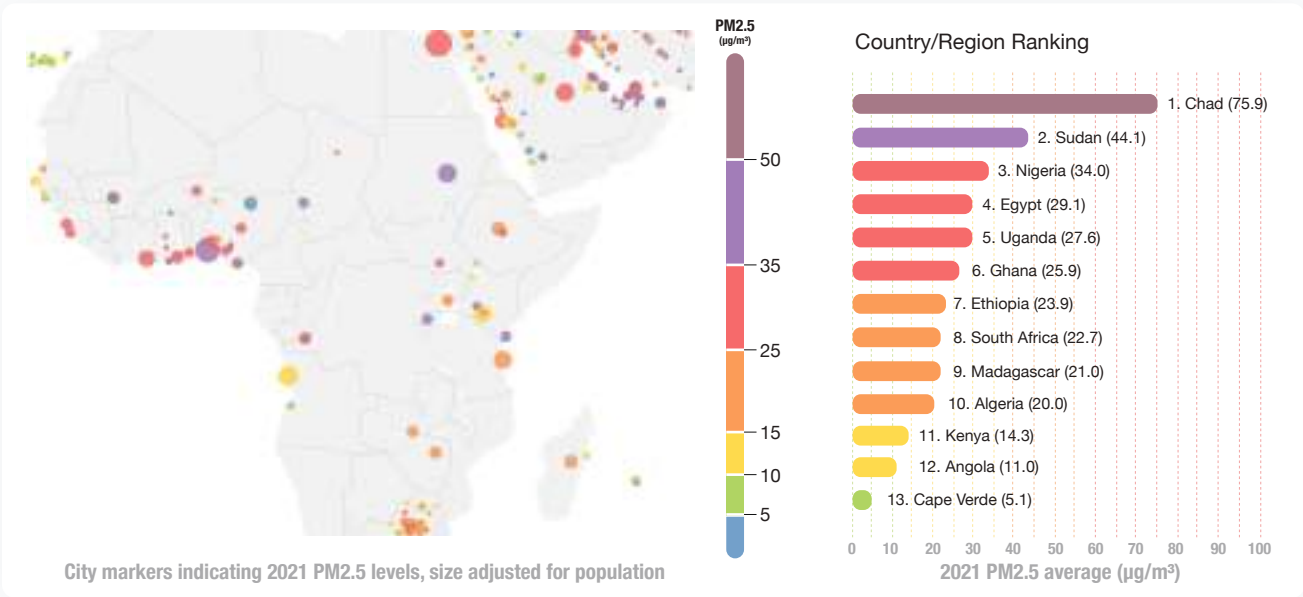 PM2.5
(µg/m³)
50
35
25
15
10
5
City markers indicating 2021 PM2.5 levels, size adjusted for population
Country/Region Ranking
1. Chad (75.9)
2. Sudan (44.1)
3. Nigeria (34.0)
4. Egypt (29.1)
5. Uganda (27.6)
6. Ghana (25.9)
7. Ethiopia (23.9)
8. South Africa (22.7)
9. Madagascar (21.0)
10. Algeria (20.0)
11. Kenya (14.3)
12. Angola (11.0)
13. Cape Verde (5.1)
0 10 20 30 40 50 60 70 80 90 100
2021 PM2.5 average (µg/m³)